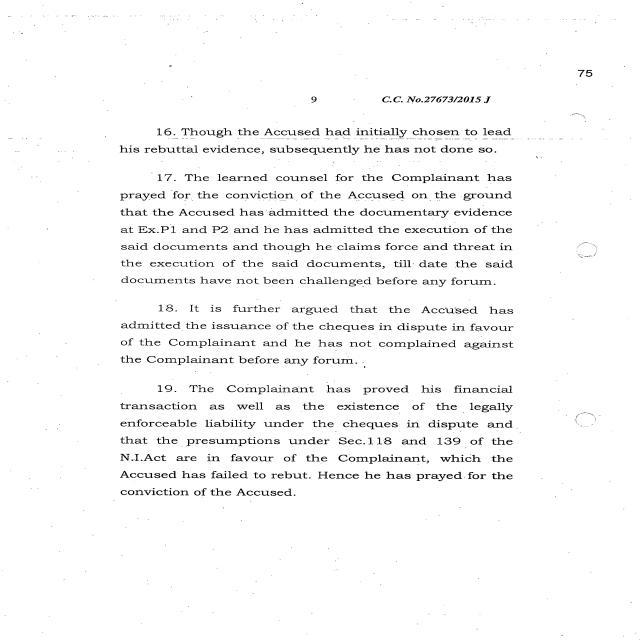 75
9 C.C. No.27673/2015 J
16. Though the Accused had initially chosen to lead
his rebuttal evidence, subsequently he has not done so.
17. The learned counsel for the Complainant has
prayed for the conviction of the Accused on the ground
that the Accused has admitted the documentary evidence
at Ex.P1 and P2 and he has admitted the execution of the
said documents and though he claims force and threat in
the execution of the said documents, till date the said
documents have not been challenged before any forum.
18. It is further argued that the Accused has
admitted the issuance of the cheques in dispute in favour
of the Complainant and he has not complained against
the Complainant before any forum.
19. The Complainant has proved his financial
transaction as well as the existence of the legally
enforceable liability under the cheques in dispute and
that the presumptions under Sec.118 and 139 of the
N.I.Act are in favour of the Complainant, which the
Accused has failed to rebut. Hence he has prayed for the
conviction of the Accused.